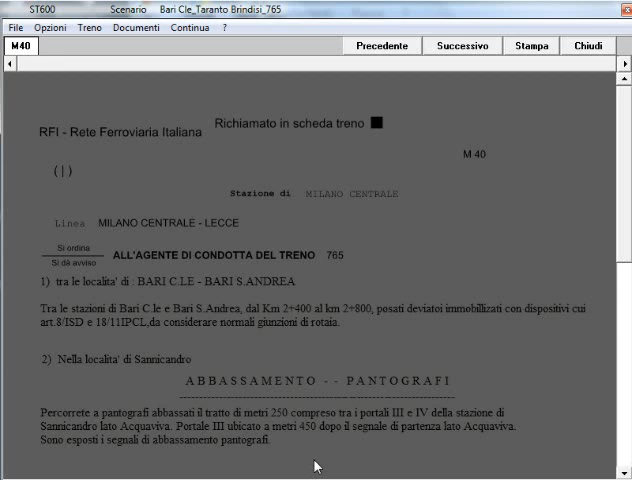 ST600 Scenario Bari Cle_Taranto Brindisi_765
File Opzioni Treno Documenti Continua ?
M40 Precedente Successivo Stampa Chiudi
Richiamato in scheda treno
RFI - Rete Ferroviaria Italiana
M 40
( | )
Stazione di MILANO CENTRALE
Linea MILANO CENTRALE - LECCE
Si ordina
Si dà avviso
ALL'AGENTE DI CONDOTTA DEL TRENO 765
1) tra le localita' di : BARI C.LE - BARI S.ANDREA
Tra le stazioni di Bari C.le e Bari S.Andrea, dal Km 2+400 al km 2+800, posati deviatoi immobillizati con dispositivi cui
art.8/ISD e 18/11IPCL,da considerare normali giunzioni di rotaia.
2) Nella localita' di Sannicandro
ABBASSAMENTO - - PANTOGRAFI
Percorrete a pantografi abbassati il tratto di metri 250 compreso tra i portali III e IV della stazione di
Sannicandro lato Acquaviva. Portale III ubicato a metri 450 dopo il segnale di partenza lato Acquaviva.
Sono esposti i segnali di abbassamento pantografi.